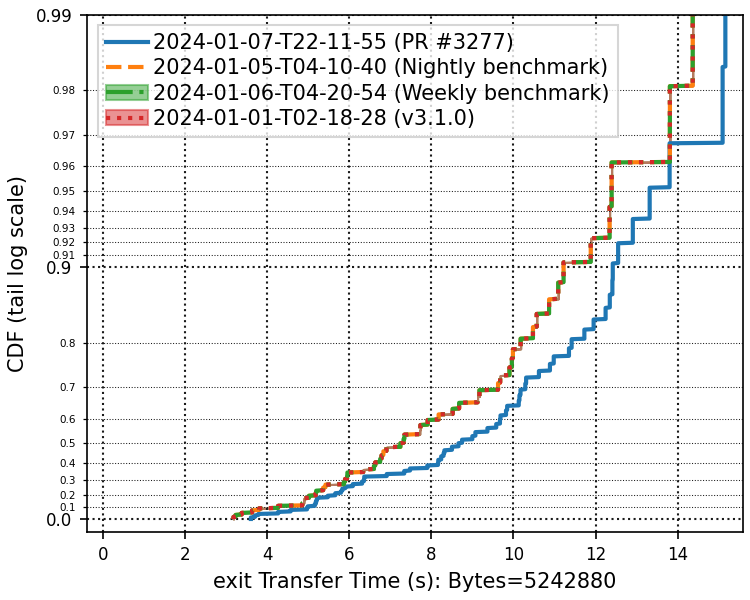 0.99
2024-01-07-T22-11-55 (PR #3277)
2024-01-05-T04-10-40 (Nightly benchmark)
2024-01-06-T04-20-54 (Weekly benchmark)
2024-01-01-T02-18-28 (v3.1.0)
0.98
0.97
0.96
0.95
0.94
0.93
0.92
0.91
0.9
0.8
0.7
0.6
0.5
0.4
0.3
0.2
0.1
0.0
CDF (tail log scale)
0 2 4 6 8 10 12 14
exit Transfer Time (s): Bytes=5242880